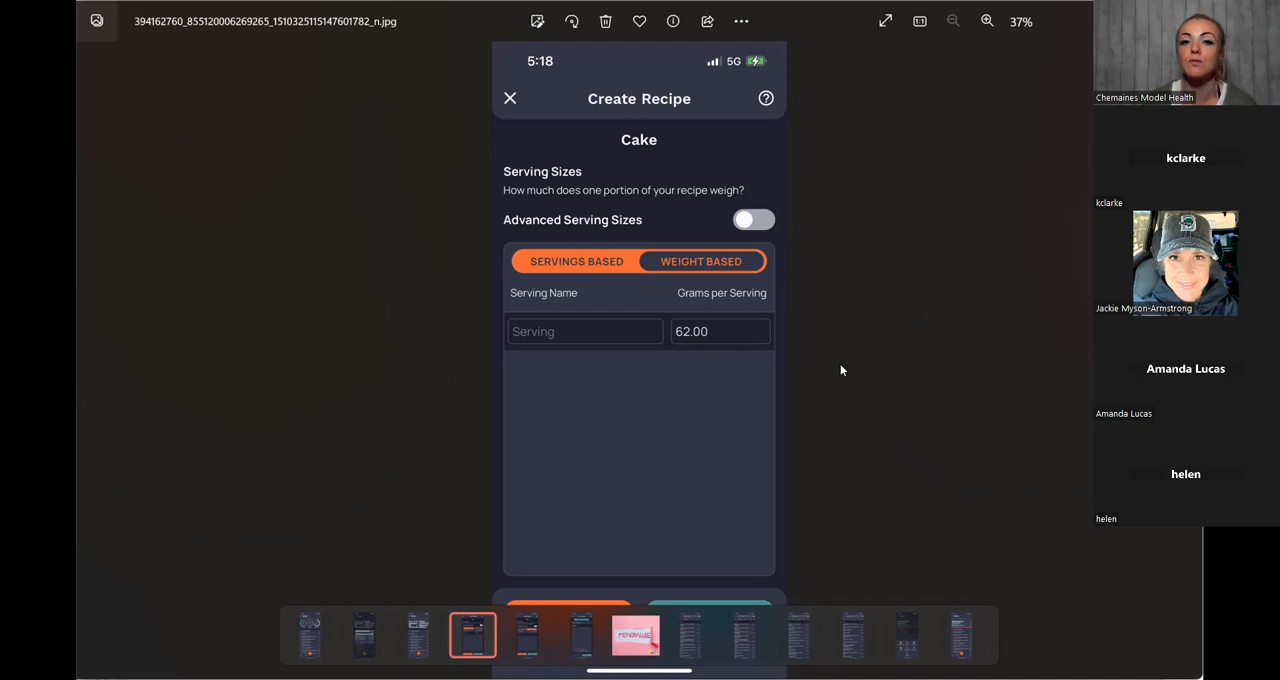 394162760_855120006269265_1510325115147601782_n.jpg
37%
5:18
5G
Create Recipe
Cake
Serving Sizes
How much does one portion of your recipe weigh?
Advanced Serving Sizes
SERVINGS BASED
WEIGHT BASED
Serving Name
Grams per Serving
Serving
62.00
MENOPAUSE
Chemaines Model Health
kclarke
kclarke
Jackie Myson-Armstrong
Amanda Lucas
Amanda Lucas
helen
helen